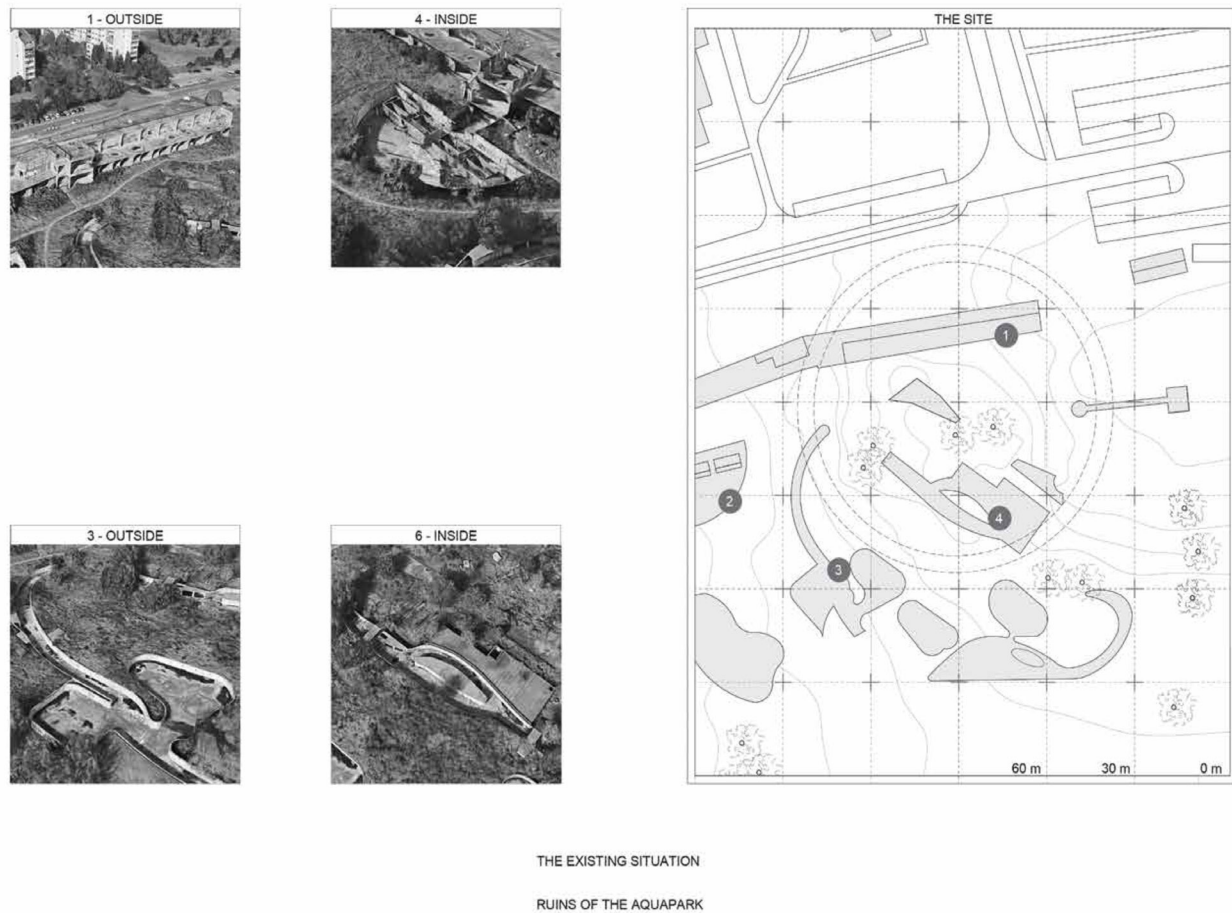 1 - OUTSIDE
4 - INSIDE
THE SITE
1
2
4
3
3 - OUTSIDE
6 - INSIDE
60 m
30 m
0 m
THE EXISTING SITUATION
RUINS OF THE AQUAPARK